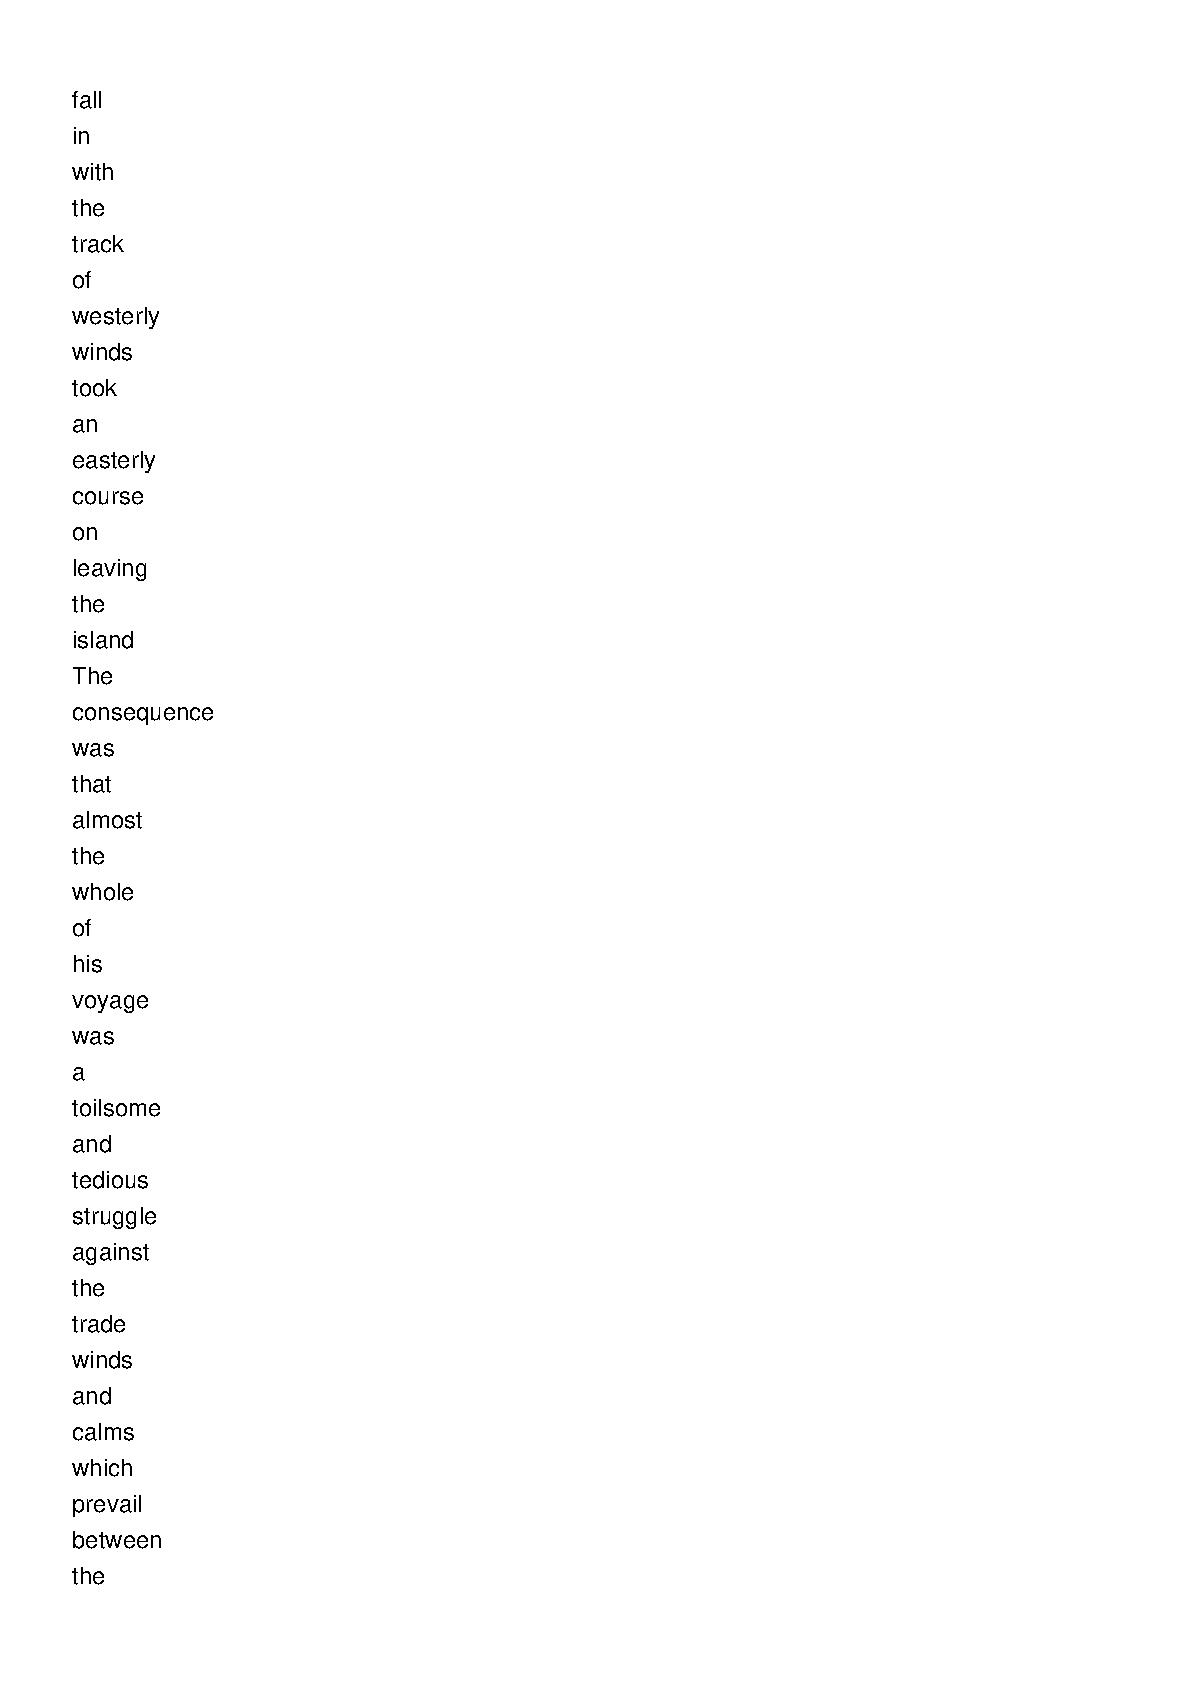 fall
in
with
the
track
of
westerly
winds
took
an
easterly
course
on
leaving
the
island
The
consequence
was
that
almost
the
whole
of
his
voyage
was
a
toilsome
and
tedious
struggle
against
the
trade
winds
and
calms
which
prevail
between
the